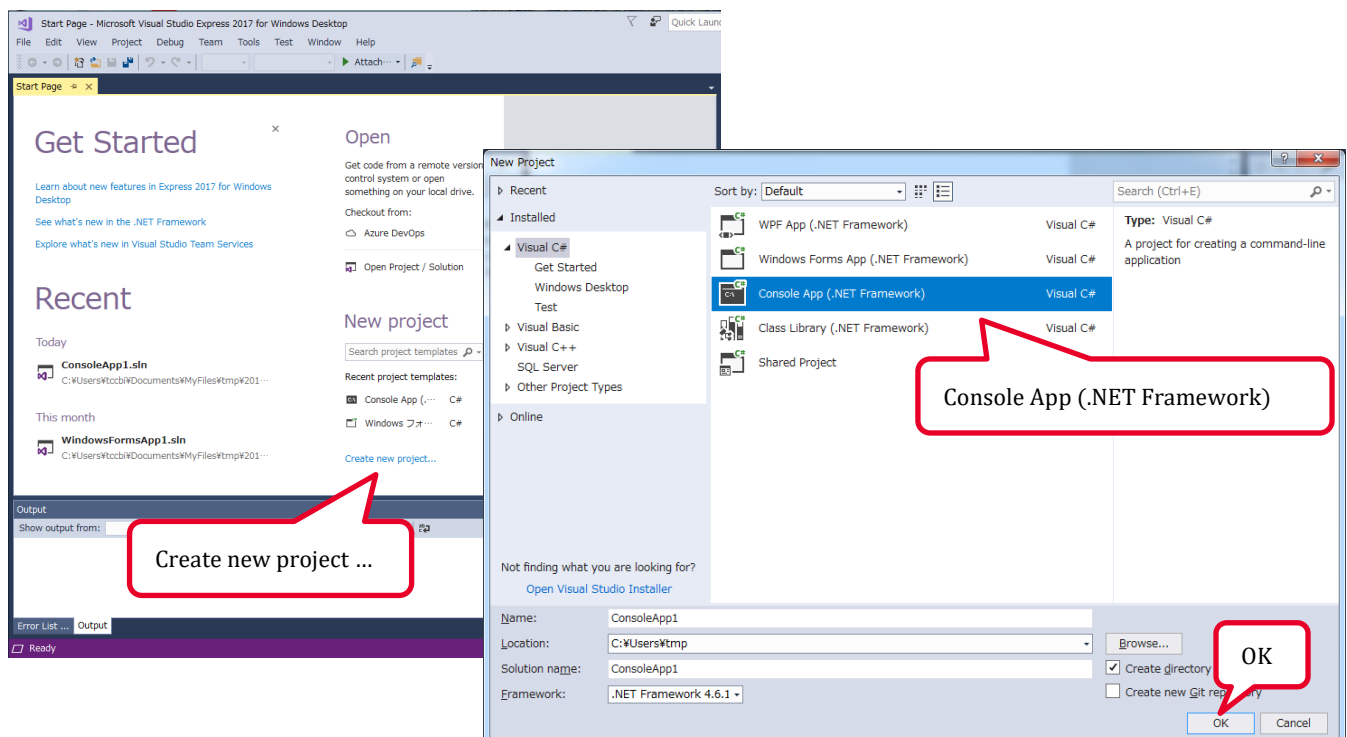 Start Page - Microsoft Visual Studio Express 2017 for Windows Desktop
Quick Laun
File Edit View Project Debug Team Tools Test Window Help
Attach…
Start Page
Get Started
Learn about new features in Express 2017 for Windows
Desktop
See what's new in the .NET Framework
Explore what's new in Visual Studio Team Services
Recent
Today
ConsoleApp1.sln
C:¥Users¥tccbi¥Documents¥MyFiles¥tmp¥201…
This month
WindowsFormsApp1.sln
C:¥Users¥tccbi¥Documents¥MyFiles¥tmp¥201…
Open
Get code from a remote version
control system or open
something on your local drive.
Checkout from:
Azure DevOps
Open Project / Solution
New project
Search project templates
Recent project templates:
Console App (.… C#
Windows フォ… C#
Create new project...
Output
Show output from:
Create new project …
Error List ... Output
Ready
New Project
Recent
Installed
Visual C#
Get Started
Windows Desktop
Test
Visual Basic
Visual C++
SQL Server
Other Project Types
Online
Not finding what you are looking for?
Open Visual Studio Installer
Sort by: Default
WPF App (.NET Framework) Visual C#
Windows Forms App (.NET Framework) Visual C#
Console App (.NET Framework) Visual C#
Class Library (.NET Framework) Visual C#
Shared Project
Console App (.NET Framework)
Search (Ctrl+E)
Type: Visual C#
A project for creating a command-line
application
Name: ConsoleApp1
Location: C:¥Users¥tmp
Browse...
Solution name: ConsoleApp1
Create directory
Framework: .NET Framework 4.6.1
Create new Git repository
OK
OK Cancel